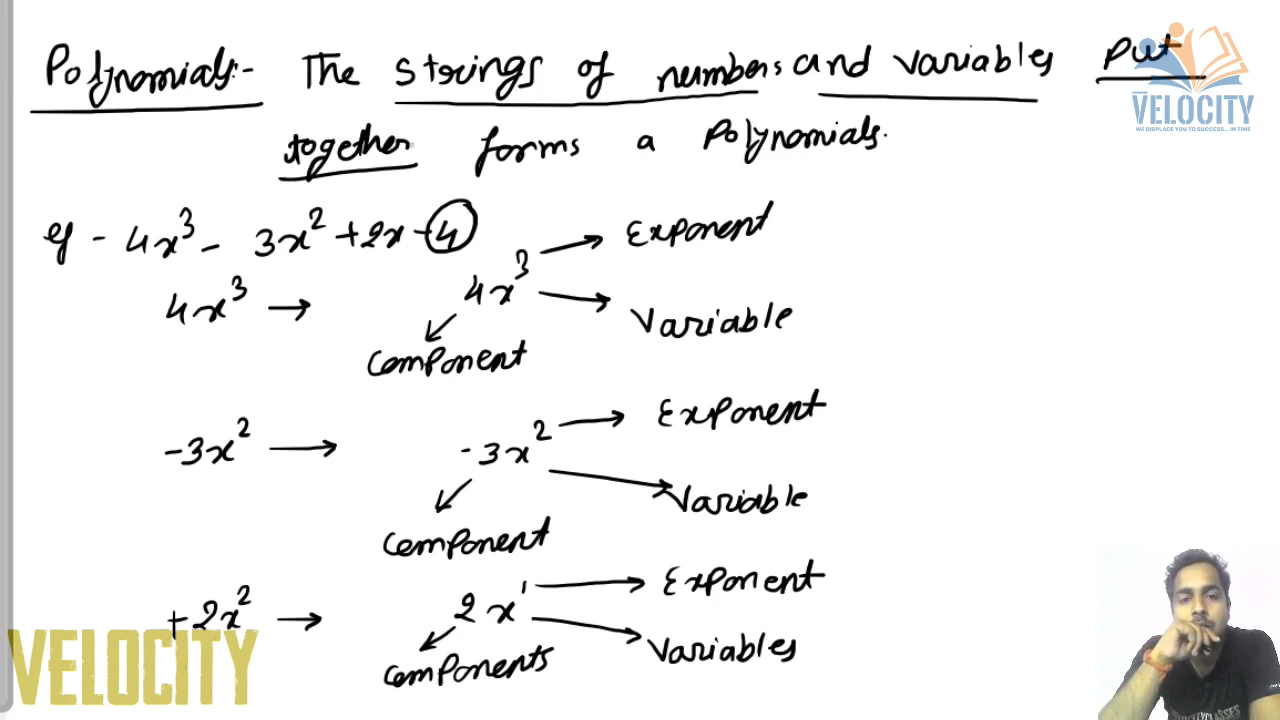 Polynomials:- The strings of numbers and variables put
together forms a Polynomials.
eg - 4x³ - 3x² + 2x - 4
4x³ → 4x³ → Exponent
→ Variable
Component
-3x² → -3x² → Exponent
→ Variable
Component
+2x² → 2x¹ → Exponent
→ Variables
Components
VELOCITY
WE DISPLACE YOU TO SUCCESS...IN TIME
VELOCITY